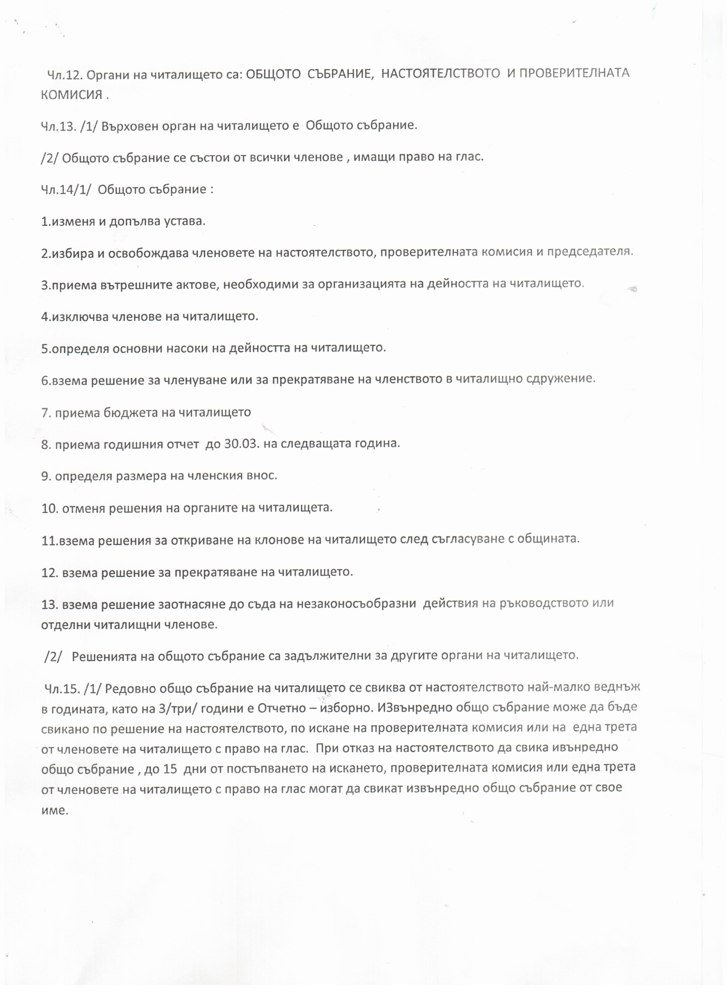 Чл.12. Органи на читалището са: ОБЩОТО СЪБРАНИЕ, НАСТОЯТЕЛСТВОТО И ПРОВЕРИТЕЛНАТА
КОМИСИЯ .
Чл.13. /1/ Върховен орган на читалището е Общото събрание.
/2/ Общото събрание се състои от всички членове , имащи право на глас.
Чл.14/1/ Общото събрание :
1.изменя и допълва устава.
2.избира и освобождава членовете на настоятелството, проверителната комисия и председателя.
3.приема вътрешните актове, необходими за организацията на дейността на читалището.
4.изключва членове на читалището.
5.определя основни насоки на дейността на читалището.
6.взема решение за членуване или за прекратяване на членството в читалищно сдружение.
7. приема бюджета на читалището
8. приема годишния отчет до 30.03. на следващата година.
9. определя размера на членския внос.
10. отменя решения на органите на читалищета.
11.взема решения за откриване на клонове на читалището след съгласуване с общината.
12. взема решение за прекратяване на читалището.
13. взема решение заотнасяне до съда на незаконосъобразни действия на ръководството или
отделни читалищни членове.
/2/ Решенията на общото събрание са задължителни за другите органи на читалището.
Чл.15. /1/ Редовно общо събрание на читалището се свиква от настоятелството най-малко веднъж
в годината, като на 3/три/ години е Отчетно – изборно. ИЗвънредно общо събрание може да бъде
свикано по решение на настоятелството, по искане на проверителната комисия или на една трета
от членовете на читалището с право на глас. При отказ на настоятелството да свика ивънредно
общо събрание , до 15 дни от постъпването на искането, проверителната комисия или една трета
от членовете на читалището с право на глас могат да свикат извънредно общо събрание от свое
име.